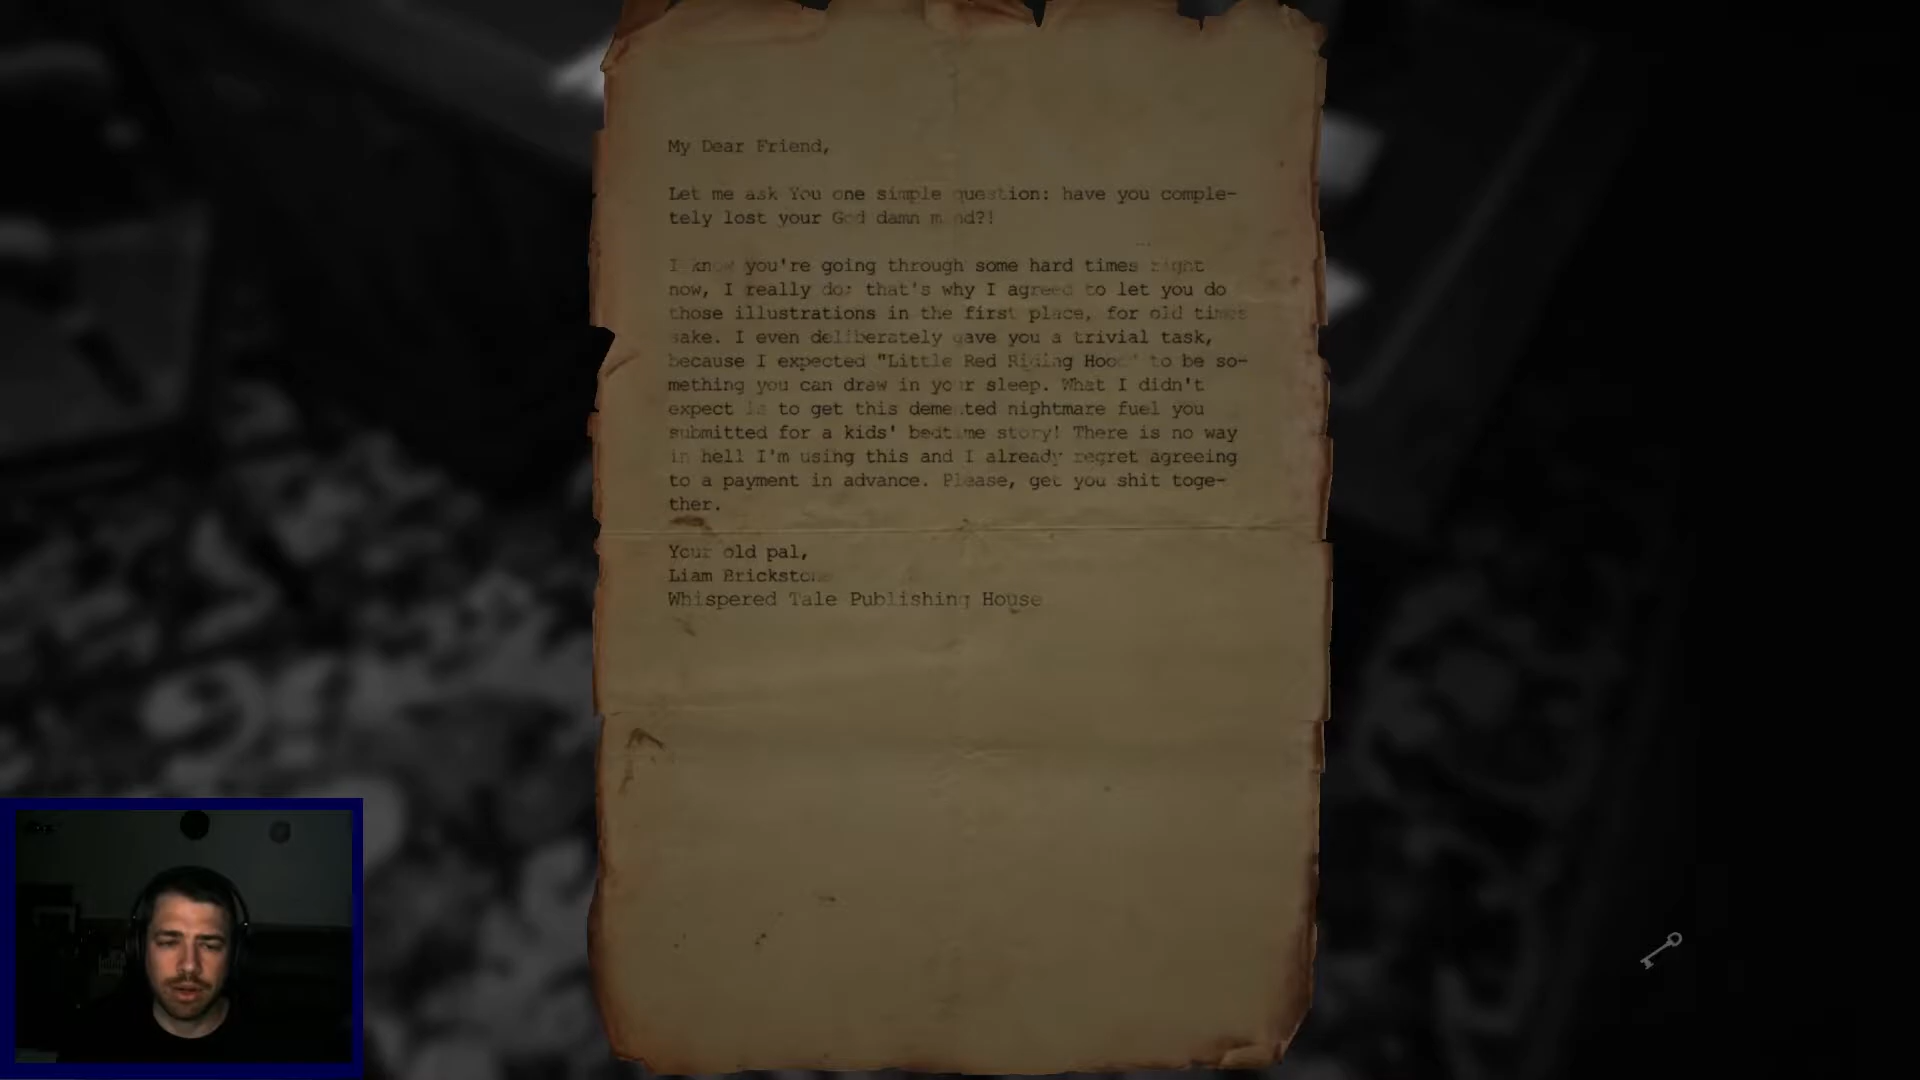 My Dear Friend,
Let me ask You one simple question: have you comple-
tely lost your God damn mind?!
I know you're going through some hard times right
now, I really do; that's why I agreed to let you do
those illustrations in the first place, for old times
sake. I even deliberately gave you a trivial task,
because I expected "Little Red Riding Hood" to be so-
mething you can draw in your sleep. What I didn't
expect is to get this demented nightmare fuel you
submitted for a kids' bedtime story! There is no way
in hell I'm using this and I already regret agreeing
to a payment in advance. Please, get you shit toge-
ther.
Your old pal,
Liam Brickstone
Whispered Tale Publishing House